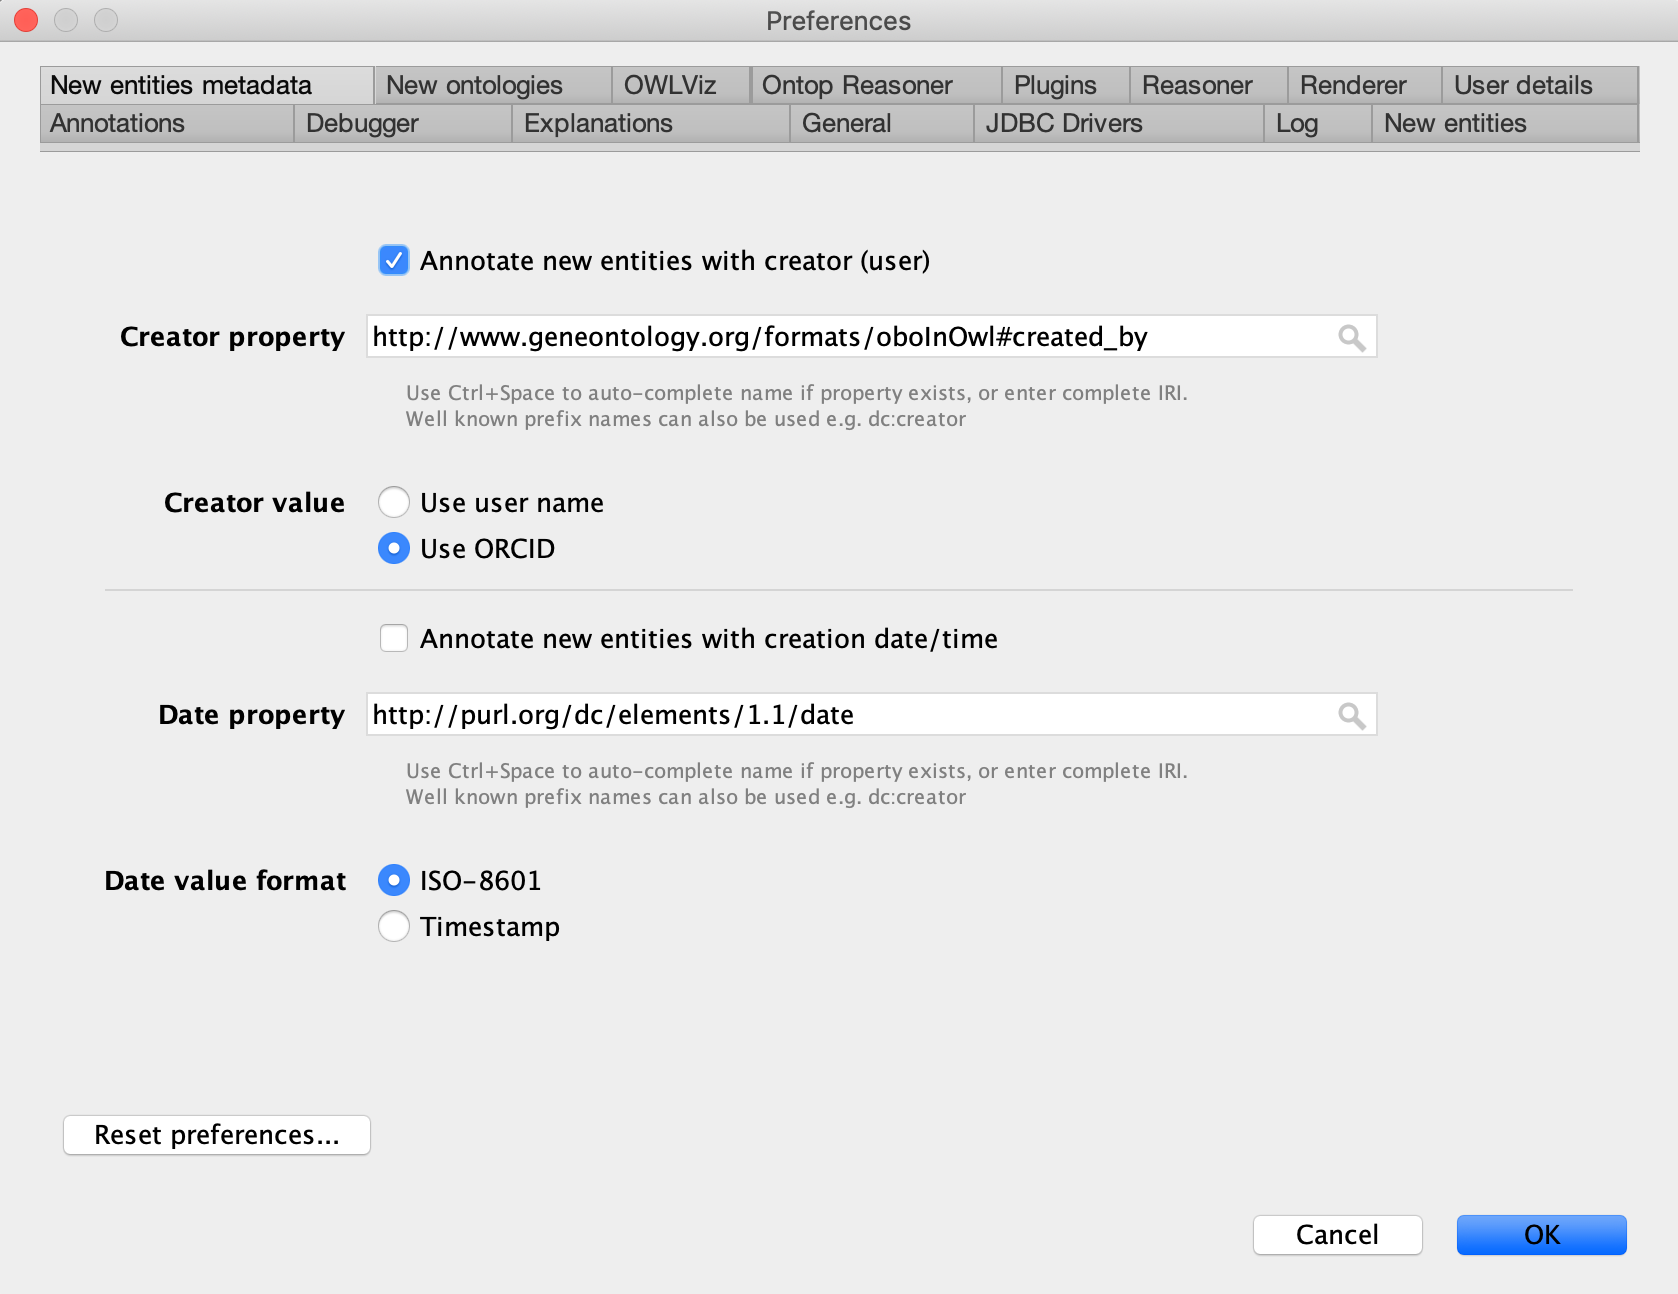 Preferences
New entities metadata New ontologies OWLViz Ontop Reasoner Plugins Reasoner Renderer User details
Annotations Debugger Explanations General JDBC Drivers Log New entities
Annotate new entities with creator (user)
Creator property http://www.geneontology.org/formats/oboInOwl#created_by
Use Ctrl+Space to auto-complete name if property exists, or enter complete IRI.
Well known prefix names can also be used e.g. dc:creator
Creator value Use user name
Use ORCID
Annotate new entities with creation date/time
Date property http://purl.org/dc/elements/1.1/date
Use Ctrl+Space to auto-complete name if property exists, or enter complete IRI.
Well known prefix names can also be used e.g. dc:creator
Date value format ISO-8601
Timestamp
Reset preferences...
Cancel OK